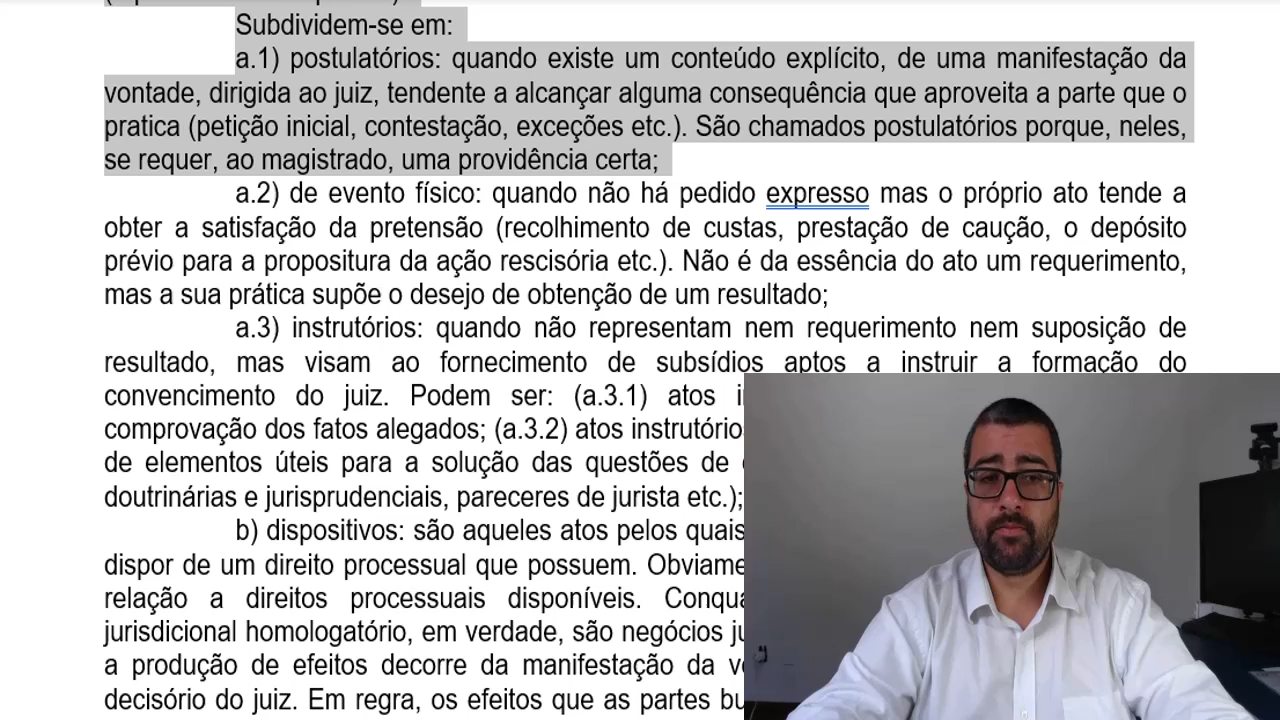 Subdividem-se em:
a.1) postulatórios: quando existe um conteúdo explícito, de uma manifestação da
vontade, dirigida ao juiz, tendente a alcançar alguma consequência que aproveita a parte que o
pratica (petição inicial, contestação, exceções etc.). São chamados postulatórios porque, neles,
se requer, ao magistrado, uma providência certa;
a.2) de evento físico: quando não há pedido expresso mas o próprio ato tende a
obter a satisfação da pretensão (recolhimento de custas, prestação de caução, o depósito
prévio para a propositura da ação rescisória etc.). Não é da essência do ato um requerimento,
mas a sua prática supõe o desejo de obtenção de um resultado;
a.3) instrutórios: quando não representam nem requerimento nem suposição de
resultado, mas visam ao fornecimento de subsídios aptos a instruir a formação do
convencimento do juiz. Podem ser: (a.3.1) atos
comprovação dos fatos alegados; (a.3.2) atos instrutórios
de elementos úteis para a solução das questões de
doutrinárias e jurisprudenciais, pareceres de jurista etc.);
b) dispositivos: são aqueles atos pelos quais
dispor de um direito processual que possuem.
relação a direitos processuais disponíveis.
jurisdicional homologatório, em verdade, são negócios
a produção de efeitos decorre da manifestação da
decisório do juiz. Em regra, os efeitos que as partes